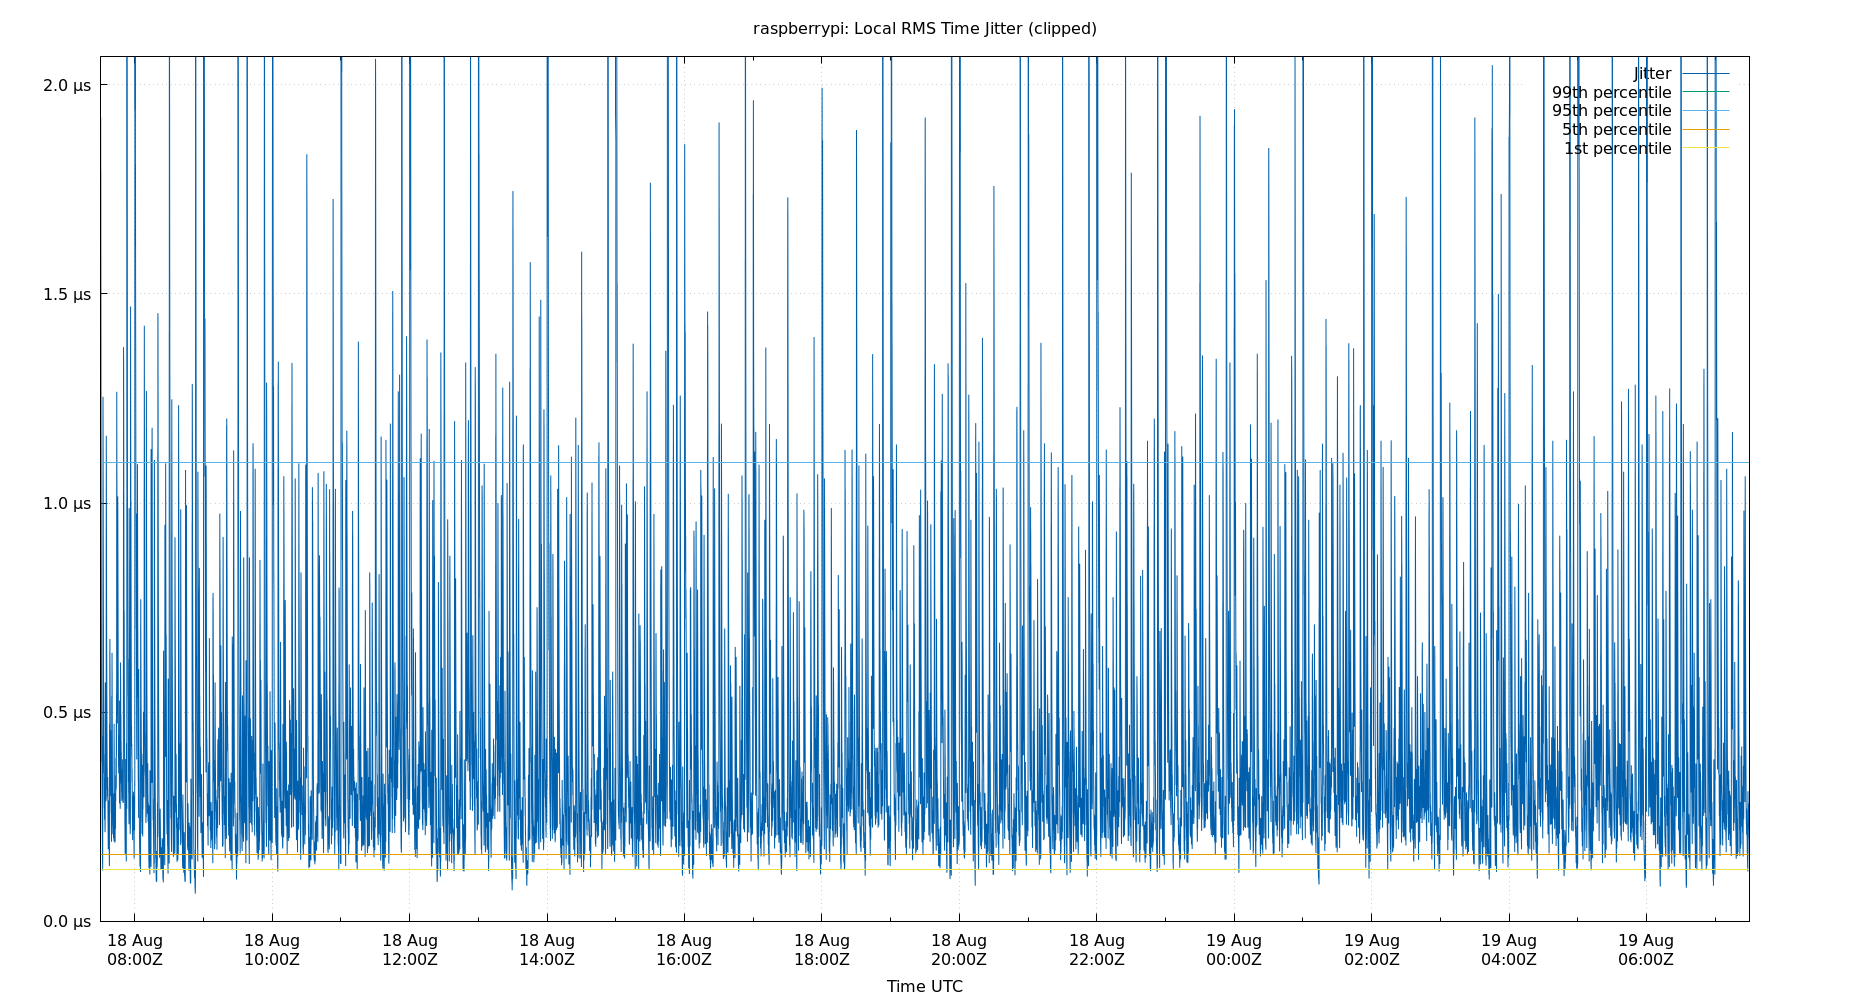 raspberrypi: Local RMS Time Jitter (clipped)
Jitter
99th percentile
95th percentile
5th percentile
1st percentile
2.0 µs
1.5 µs
1.0 µs
0.5 µs
0.0 µs
18 Aug 18 Aug 18 Aug 18 Aug 18 Aug 18 Aug 18 Aug 18 Aug 19 Aug 19 Aug 19 Aug 19 Aug
08:00Z 10:00Z 12:00Z 14:00Z 16:00Z 18:00Z 20:00Z 22:00Z 00:00Z 02:00Z 04:00Z 06:00Z
Time UTC